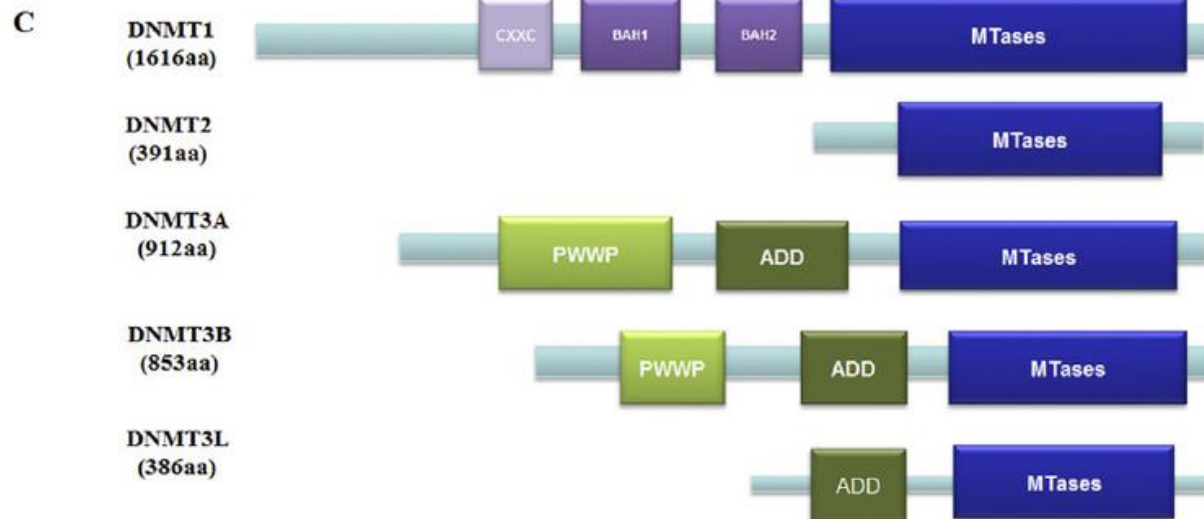 C
DNMT1
(1616aa)
CXXC
BAH1
BAH2
MTases
DNMT2
(391aa)
MTases
DNMT3A
(912aa)
PWWP
ADD
MTases
DNMT3B
(853aa)
PWWP
ADD
MTases
DNMT3L
(386aa)
ADD
MTases